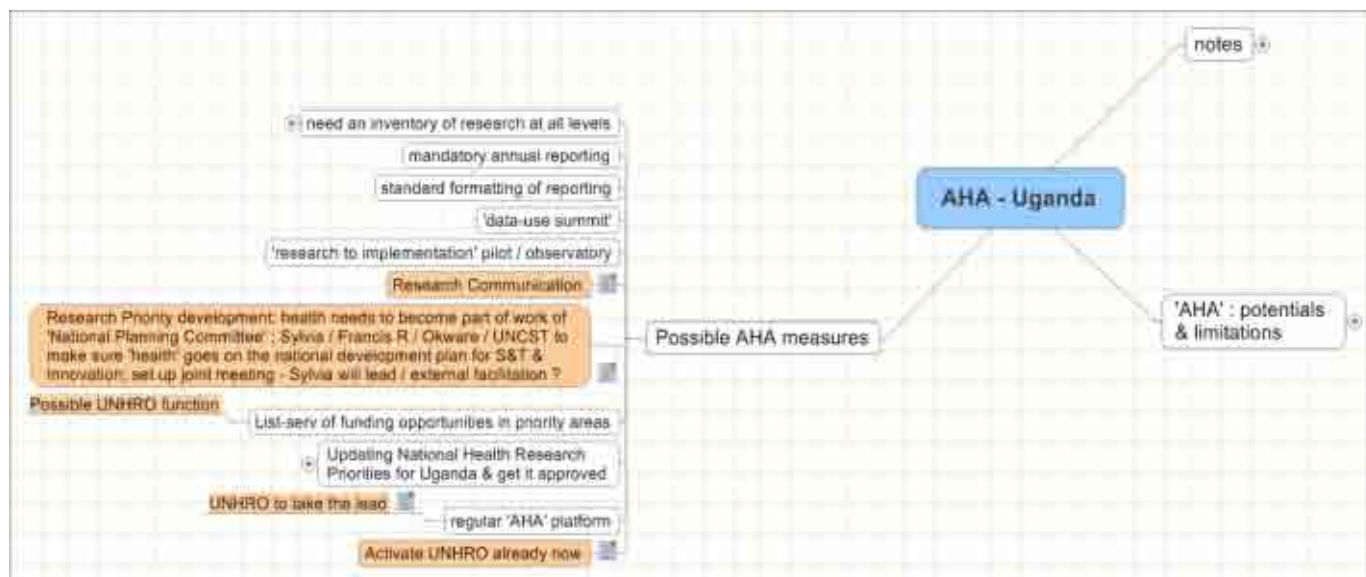 notes
need an inventory of research at all levels
mandatory annual reporting
standard formatting of reporting
'data-use summit'
'research to implementation' pilot / observatory
Research Communication
Research Priority development: health needs to become part of work of
'National Planning Committee' ; Sylvia / Francis R / Okware / UNCST to
make sure 'health' goes on the national development plan for S&T &
Innovation; set up joint meeting - Sylvia will lead / external facilitation ?
Possible UNHRO function
List-serv of funding opportunities in priority areas
Updating National Health Research
Priorities for Uganda & get it approved
UNHRO to take the lead
regular 'AHA' platform
Activate UNHRO already now
Possible AHA measures
AHA - Uganda
'AHA' : potentials
& limitations